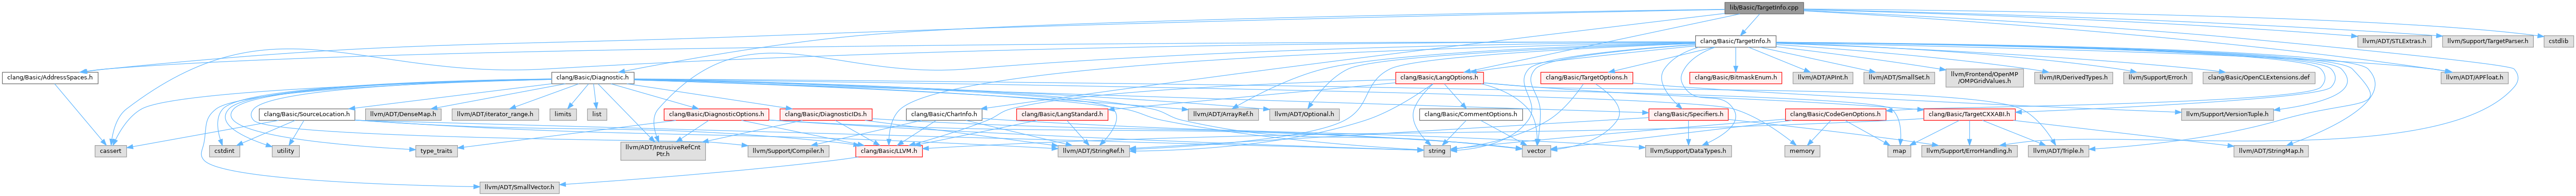 lib/Basic/TargetInfo.cpp
clang/Basic/TargetInfo.h
llvm/ADT/STLExtras.h
llvm/Support/TargetParser.h
cstdlib
clang/Basic/AddressSpaces.h
clang/Basic/Diagnostic.h
clang/Basic/LangOptions.h
clang/Basic/TargetOptions.h
clang/Basic/BitmaskEnum.h
llvm/ADT/APInt.h
llvm/ADT/SmallSet.h
llvm/Frontend/OpenMP
/OMPGridValues.h
llvm/IR/DerivedTypes.h
llvm/Support/Error.h
clang/Basic/OpenCLExtensions.def
llvm/ADT/APFloat.h
clang/Basic/SourceLocation.h
llvm/ADT/DenseMap.h
llvm/ADT/iterator_range.h
limits
list
clang/Basic/DiagnosticOptions.h
clang/Basic/DiagnosticIDs.h
clang/Basic/CharInfo.h
clang/Basic/LangStandard.h
llvm/ADT/ArrayRef.h
llvm/ADT/Optional.h
clang/Basic/CommentOptions.h
clang/Basic/Specifiers.h
clang/Basic/CodeGenOptions.h
clang/Basic/TargetCXXABI.h
llvm/Support/VersionTuple.h
cassert
cstdint
utility
type_traits
llvm/ADT/IntrusiveRefCnt
Ptr.h
llvm/Support/Compiler.h
clang/Basic/LLVM.h
llvm/ADT/StringRef.h
string
vector
llvm/Support/DataTypes.h
memory
map
llvm/Support/ErrorHandling.h
llvm/ADT/Triple.h
llvm/ADT/StringMap.h
llvm/ADT/SmallVector.h